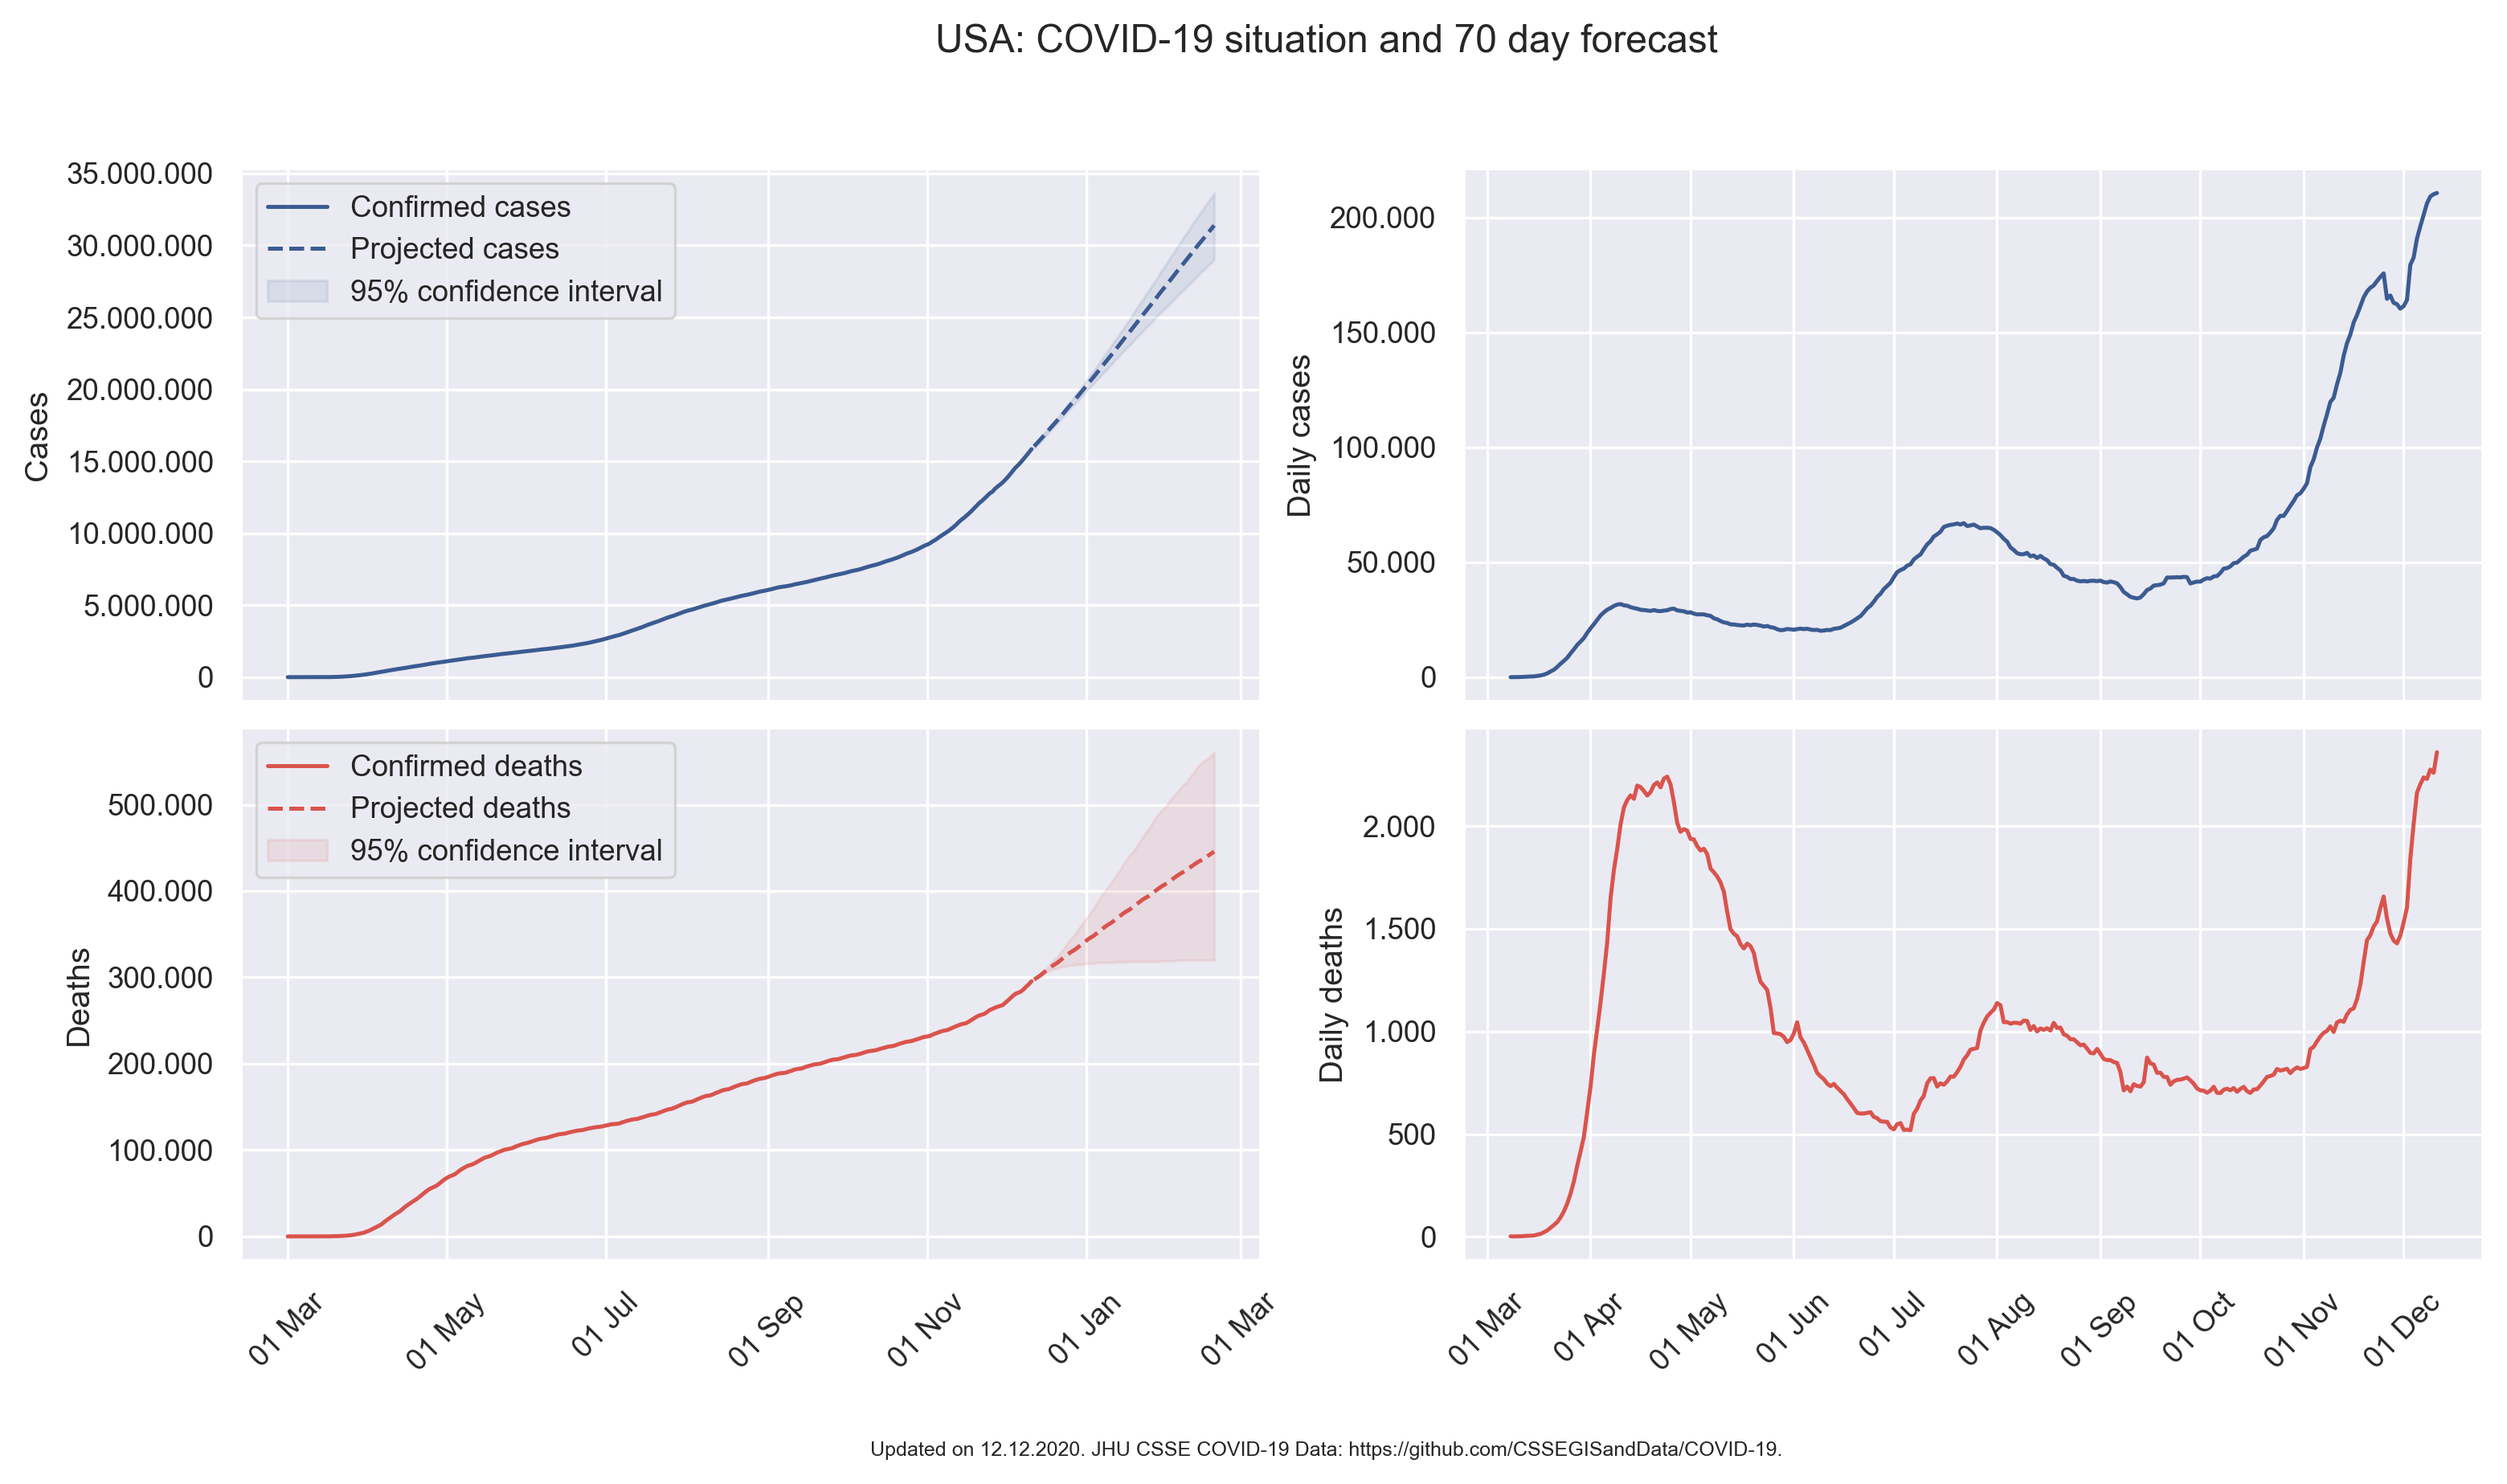 USA: COVID-19 situation and 70 day forecast
35.000.000
30.000.000
25.000.000
20.000.000
15.000.000
10.000.000
5.000.000
0
Cases
Confirmed cases
Projected cases
95% confidence interval
200.000
150.000
100.000
50.000
0
Daily cases
500.000
400.000
300.000
200.000
100.000
0
Deaths
Confirmed deaths
Projected deaths
95% confidence interval
01 Mar
01 May
01 Jul
01 Sep
01 Nov
01 Jan
01 Mar
2.000
1.500
1.000
500
0
Daily deaths
01 Mar
01 Apr
01 May
01 Jun
01 Jul
01 Aug
01 Sep
01 Oct
01 Nov
01 Dec
Updated on 12.12.2020. JHU CSSE COVID-19 Data: https://github.com/CSSEGISandData/COVID-19.